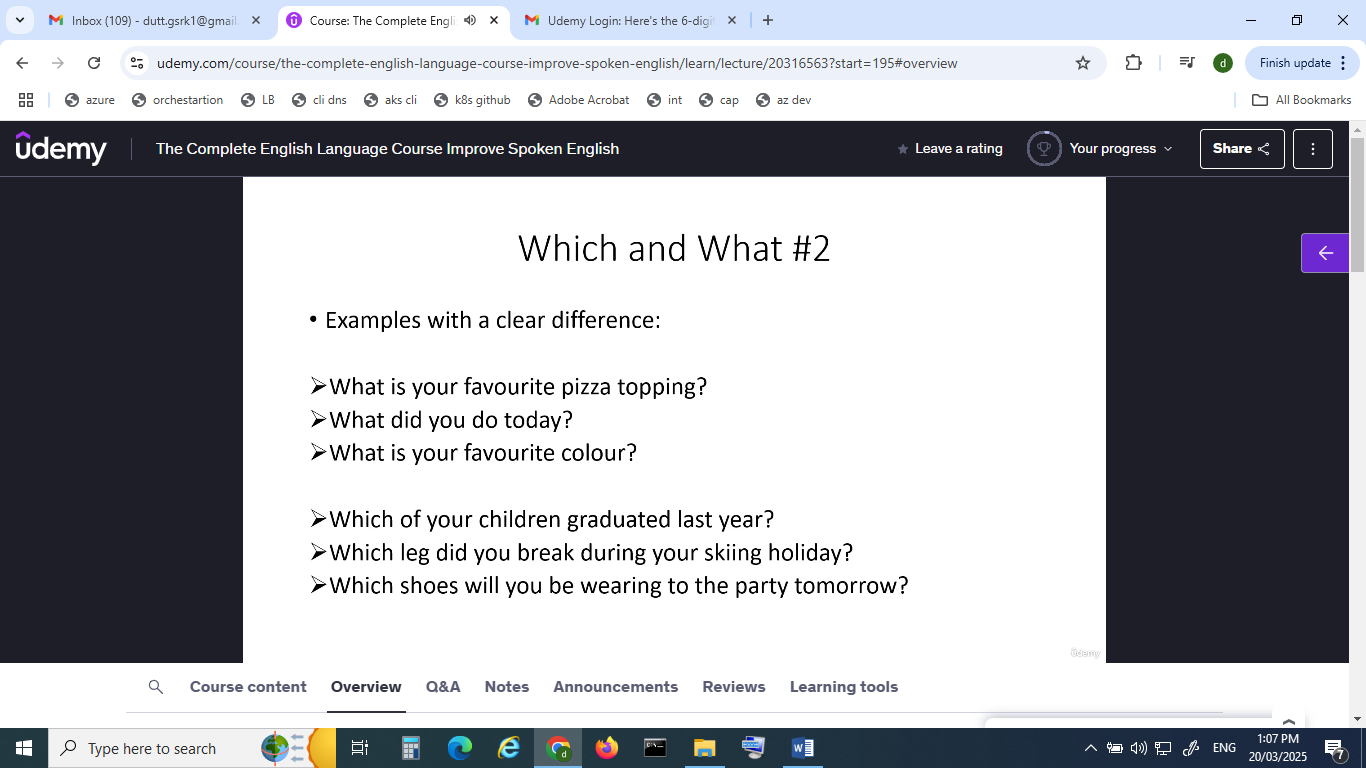 Inbox (109) - dutt.gsrk1@gmail
Course: The Complete Engli
Udemy Login: Here's the 6-digi
udemy.com/course/the-complete-english-language-course-improve-spoken-english/learn/lecture/20316563?start=195#overview
d
Finish update
azure
orchestartion
LB
cli dns
aks cli
k8s github
Adobe Acrobat
int
cap
az dev
All Bookmarks
udemy
The Complete English Language Course Improve Spoken English
Leave a rating
Your progress
Share
Which and What #2
• Examples with a clear difference:
➢What is your favourite pizza topping?
➢What did you do today?
➢What is your favourite colour?
➢Which of your children graduated last year?
➢Which leg did you break during your skiing holiday?
➢Which shoes will you be wearing to the party tomorrow?
udemy
Course content
Overview
Q&A
Notes
Announcements
Reviews
Learning tools
Type here to search
ENG
1:07 PM
20/03/2025
7